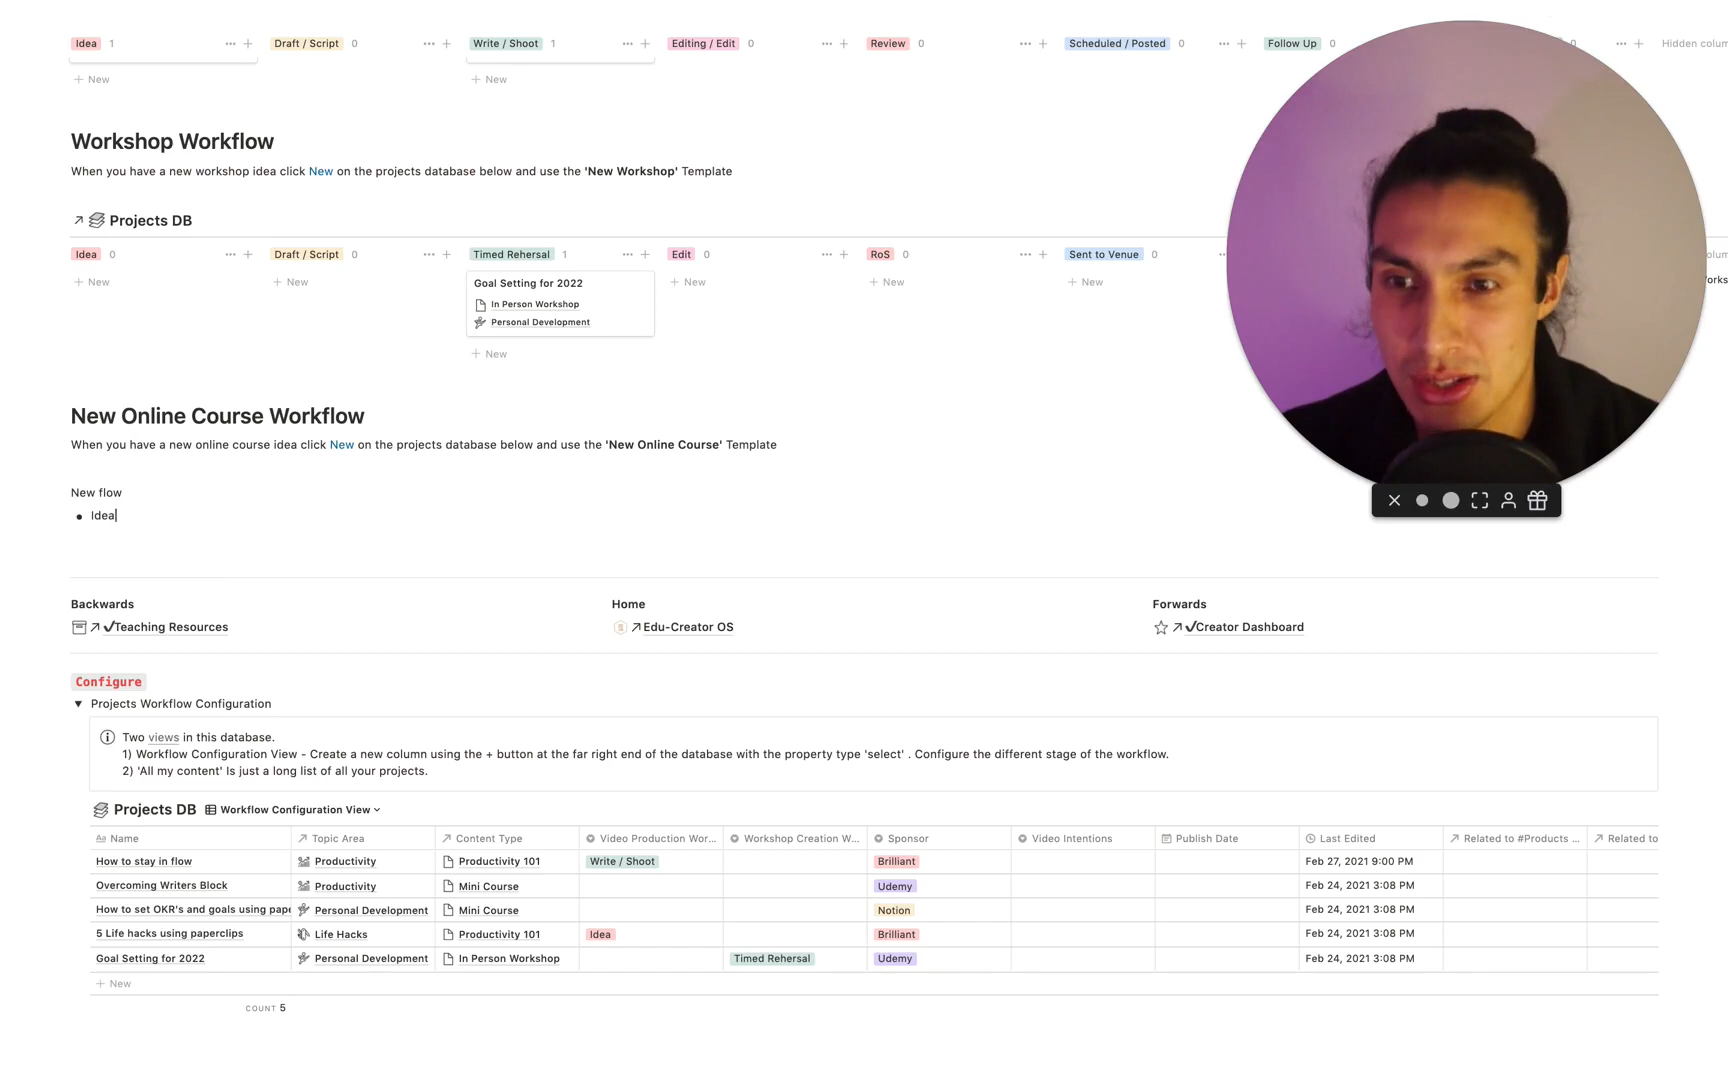 Idea 1 Draft / Script 0 Write / Shoot 1 Editing / Edit 0 Review 0 Scheduled / Posted 0 Follow Up 0 0 Hidden
+ New + New
Workshop Workflow
When you have a new workshop idea click New on the projects database below and use the 'New Workshop' Template
Projects DB
Idea 0 Draft / Script 0 Timed Rehersal 1 Edit 0 RoS 0 Sent to Venue 0
+ New + New Goal Setting for 2022 + New + New + New
In Person Workshop
Personal Development
+ New
New Online Course Workflow
When you have a new online course idea click New on the projects database below and use the 'New Online Course' Template
New flow
• Idea
Backwards Home Forwards
✔Teaching Resources Edu-Creator OS ✔Creator Dashboard
Configure
Projects Workflow Configuration
Two views in this database.
1) Workflow Configuration View - Create a new column using the + button at the far right end of the database with the property type 'select' . Configure the different stage of the workflow.
2) 'All my content' Is just a long list of all your projects.
Projects DB Workflow Configuration View
Aa Name Topic Area Content Type Video Production Wor... Workshop Creation W... Sponsor Video Intentions Publish Date Last Edited Related to #Products ... Related to
How to stay in flow Productivity Productivity 101 Write / Shoot Brilliant Feb 27, 2021 9:00 PM
Overcoming Writers Block Productivity Mini Course Udemy Feb 24, 2021 3:08 PM
How to set OKR's and goals using pape Personal Development Mini Course Notion Feb 24, 2021 3:08 PM
5 Life hacks using paperclips Life Hacks Productivity 101 Idea Brilliant Feb 24, 2021 3:08 PM
Goal Setting for 2022 Personal Development In Person Workshop Timed Rehersal Udemy Feb 24, 2021 3:08 PM
+ New
COUNT 5